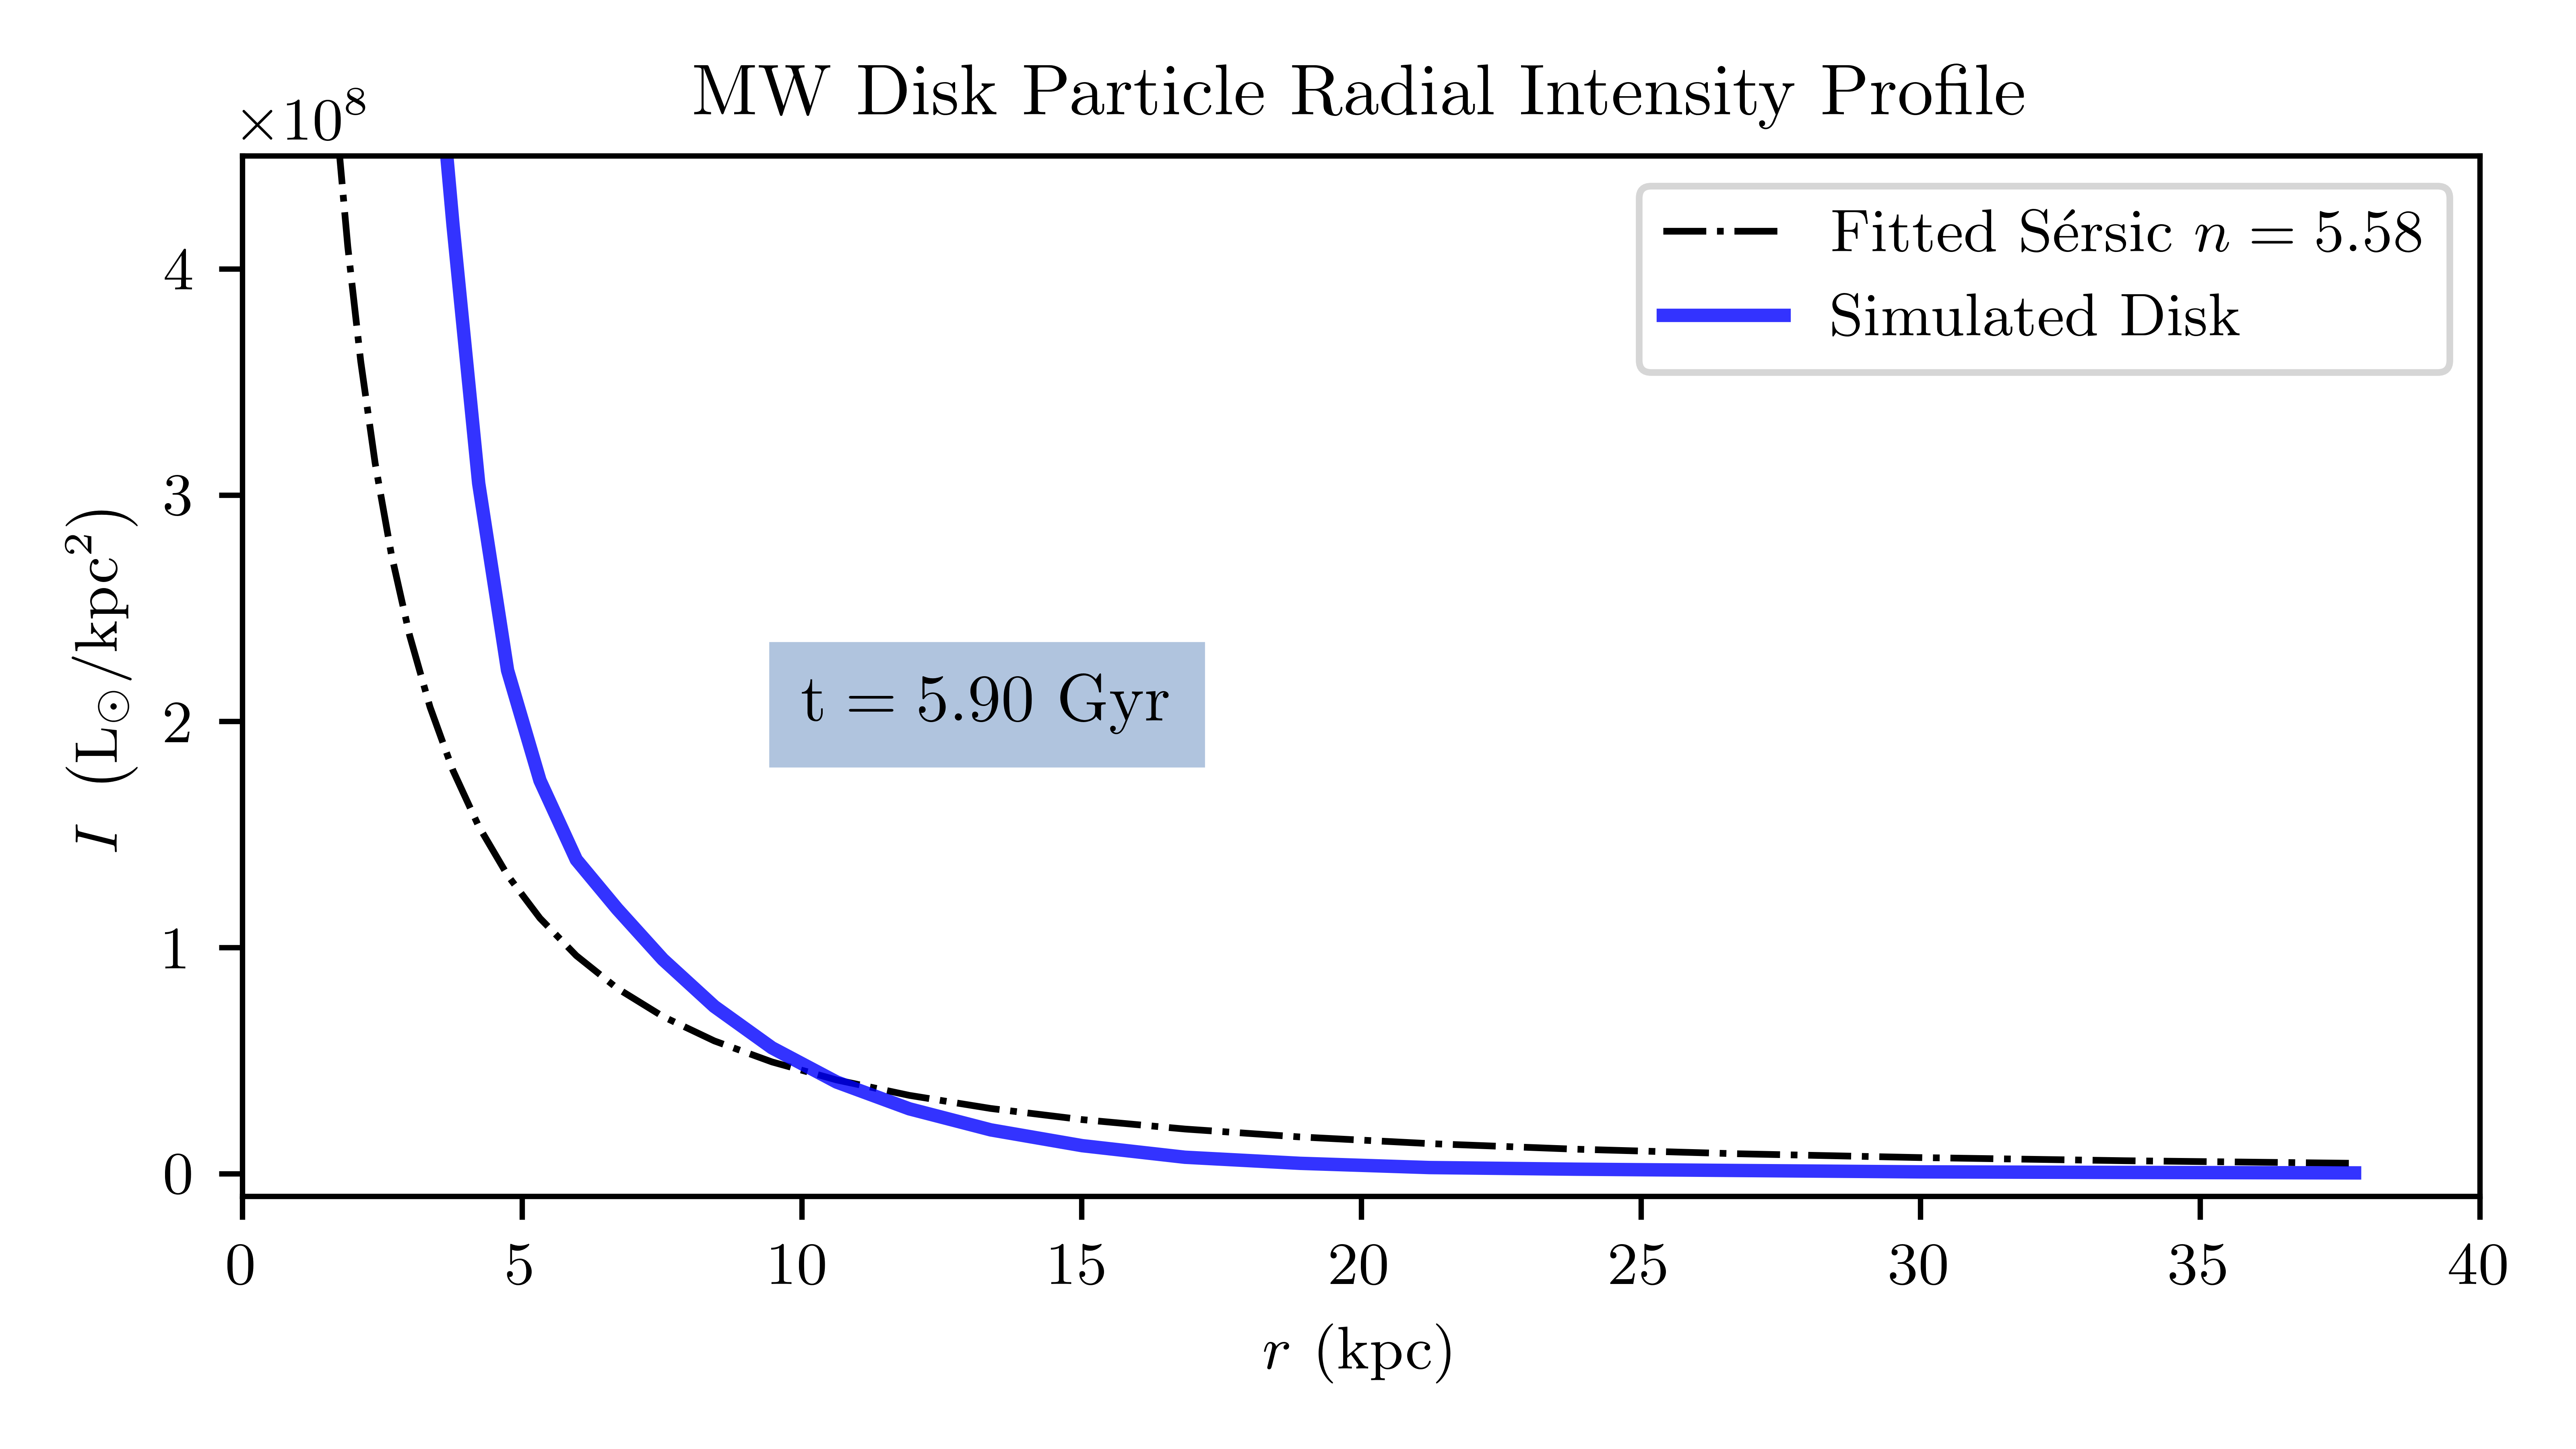 MW Disk Particle Radial Intensity Profile
×10⁸
Fitted Sérsic n = 5.58
Simulated Disk
4
3
2
1
0
I (L⊙/kpc²)
t = 5.90 Gyr
0 5 10 15 20 25 30 35 40
r (kpc)